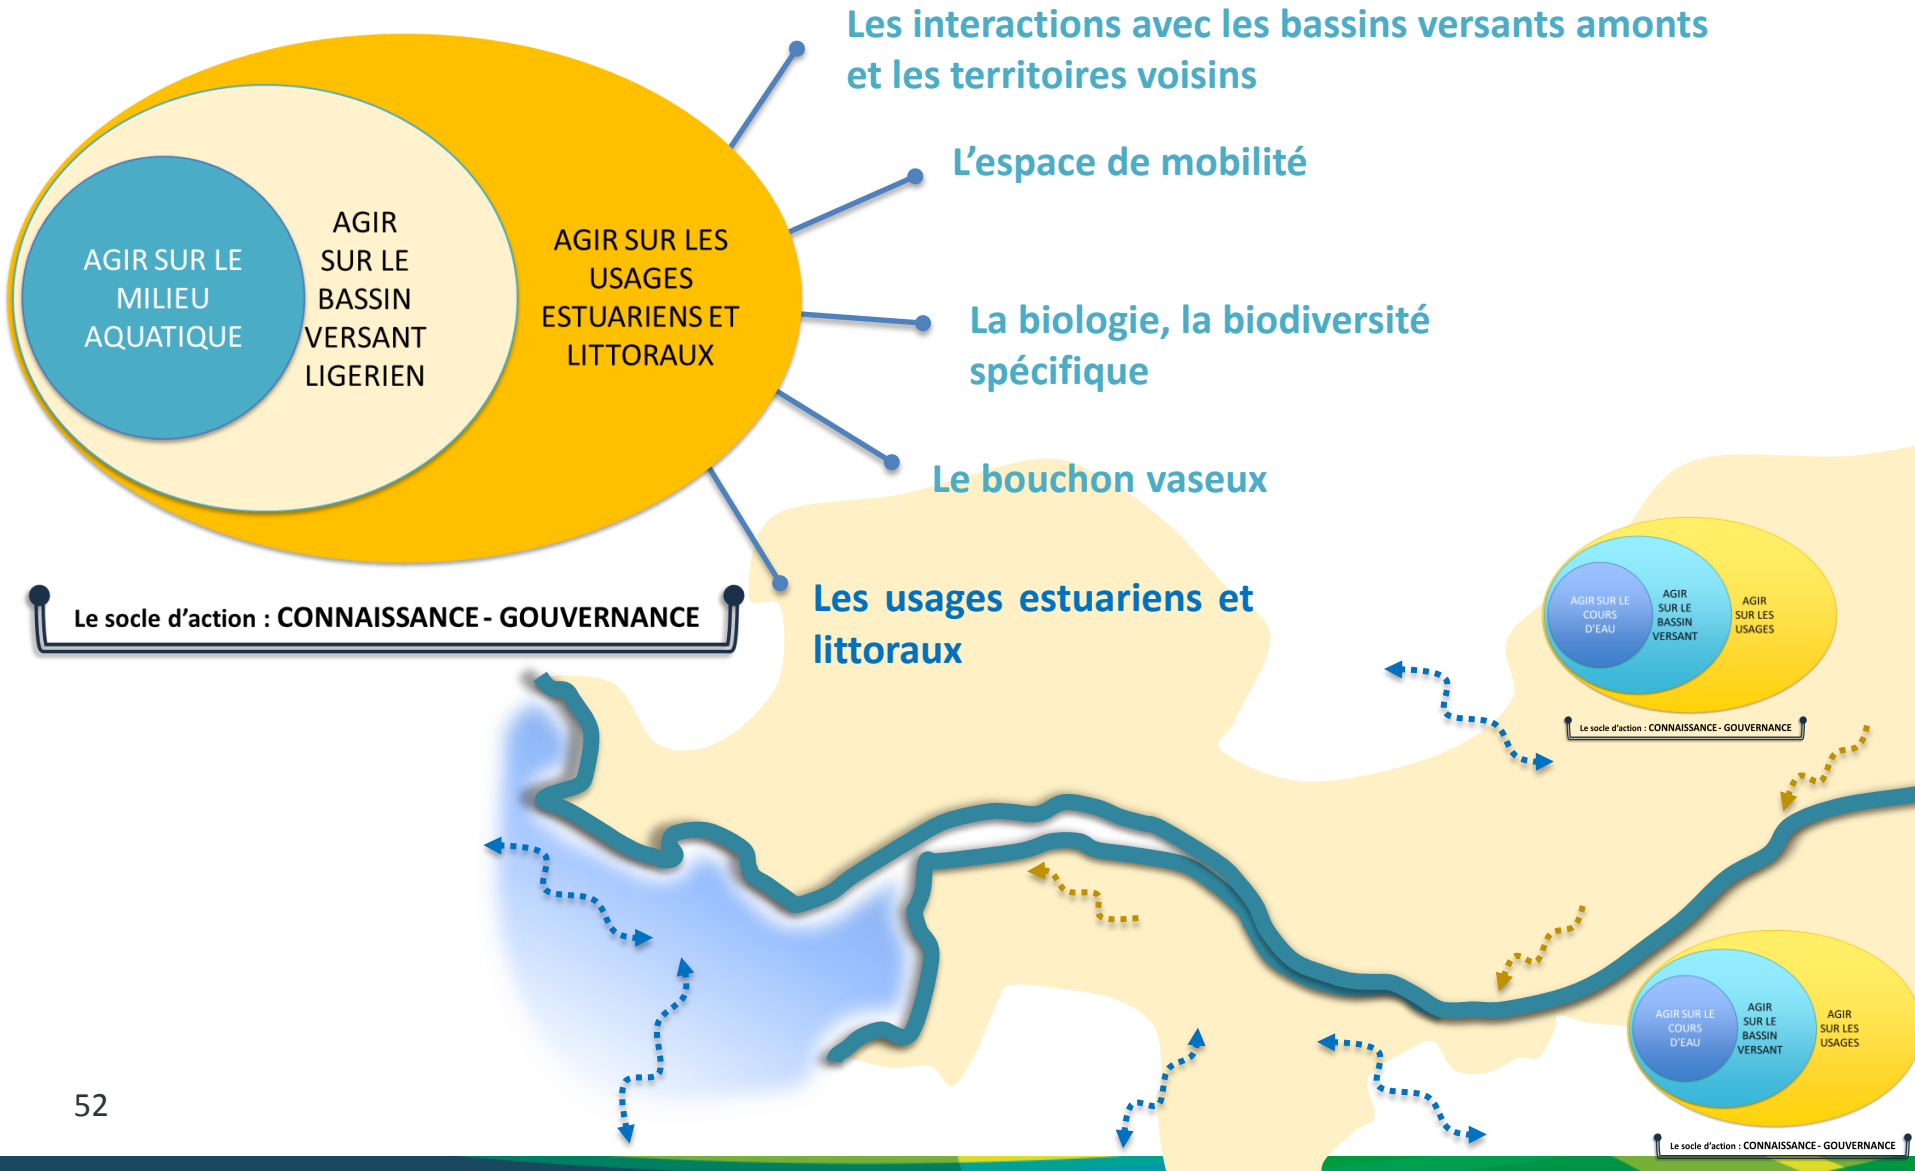 Les interactions avec les bassins versants amonts
et les territoires voisins
L’espace de mobilité
La biologie, la biodiversité
spécifique
Le bouchon vaseux
Les usages estuariens et
littoraux
AGIR SUR LE
MILIEU
AQUATIQUE
AGIR
SUR LE
BASSIN
VERSANT
LIGERIEN
AGIR SUR LES
USAGES
ESTUARIENS ET
LITTORAUX
Le socle d’action : CONNAISSANCE - GOUVERNANCE
AGIR SUR LE
COURS
D’EAU
AGIR
SUR LE
BASSIN
VERSANT
AGIR
SUR LES
USAGES
Le socle d’action : CONNAISSANCE - GOUVERNANCE
AGIR SUR LE
COURS
D’EAU
AGIR
SUR LE
BASSIN
VERSANT
AGIR
SUR LES
USAGES
Le socle d’action : CONNAISSANCE - GOUVERNANCE
52